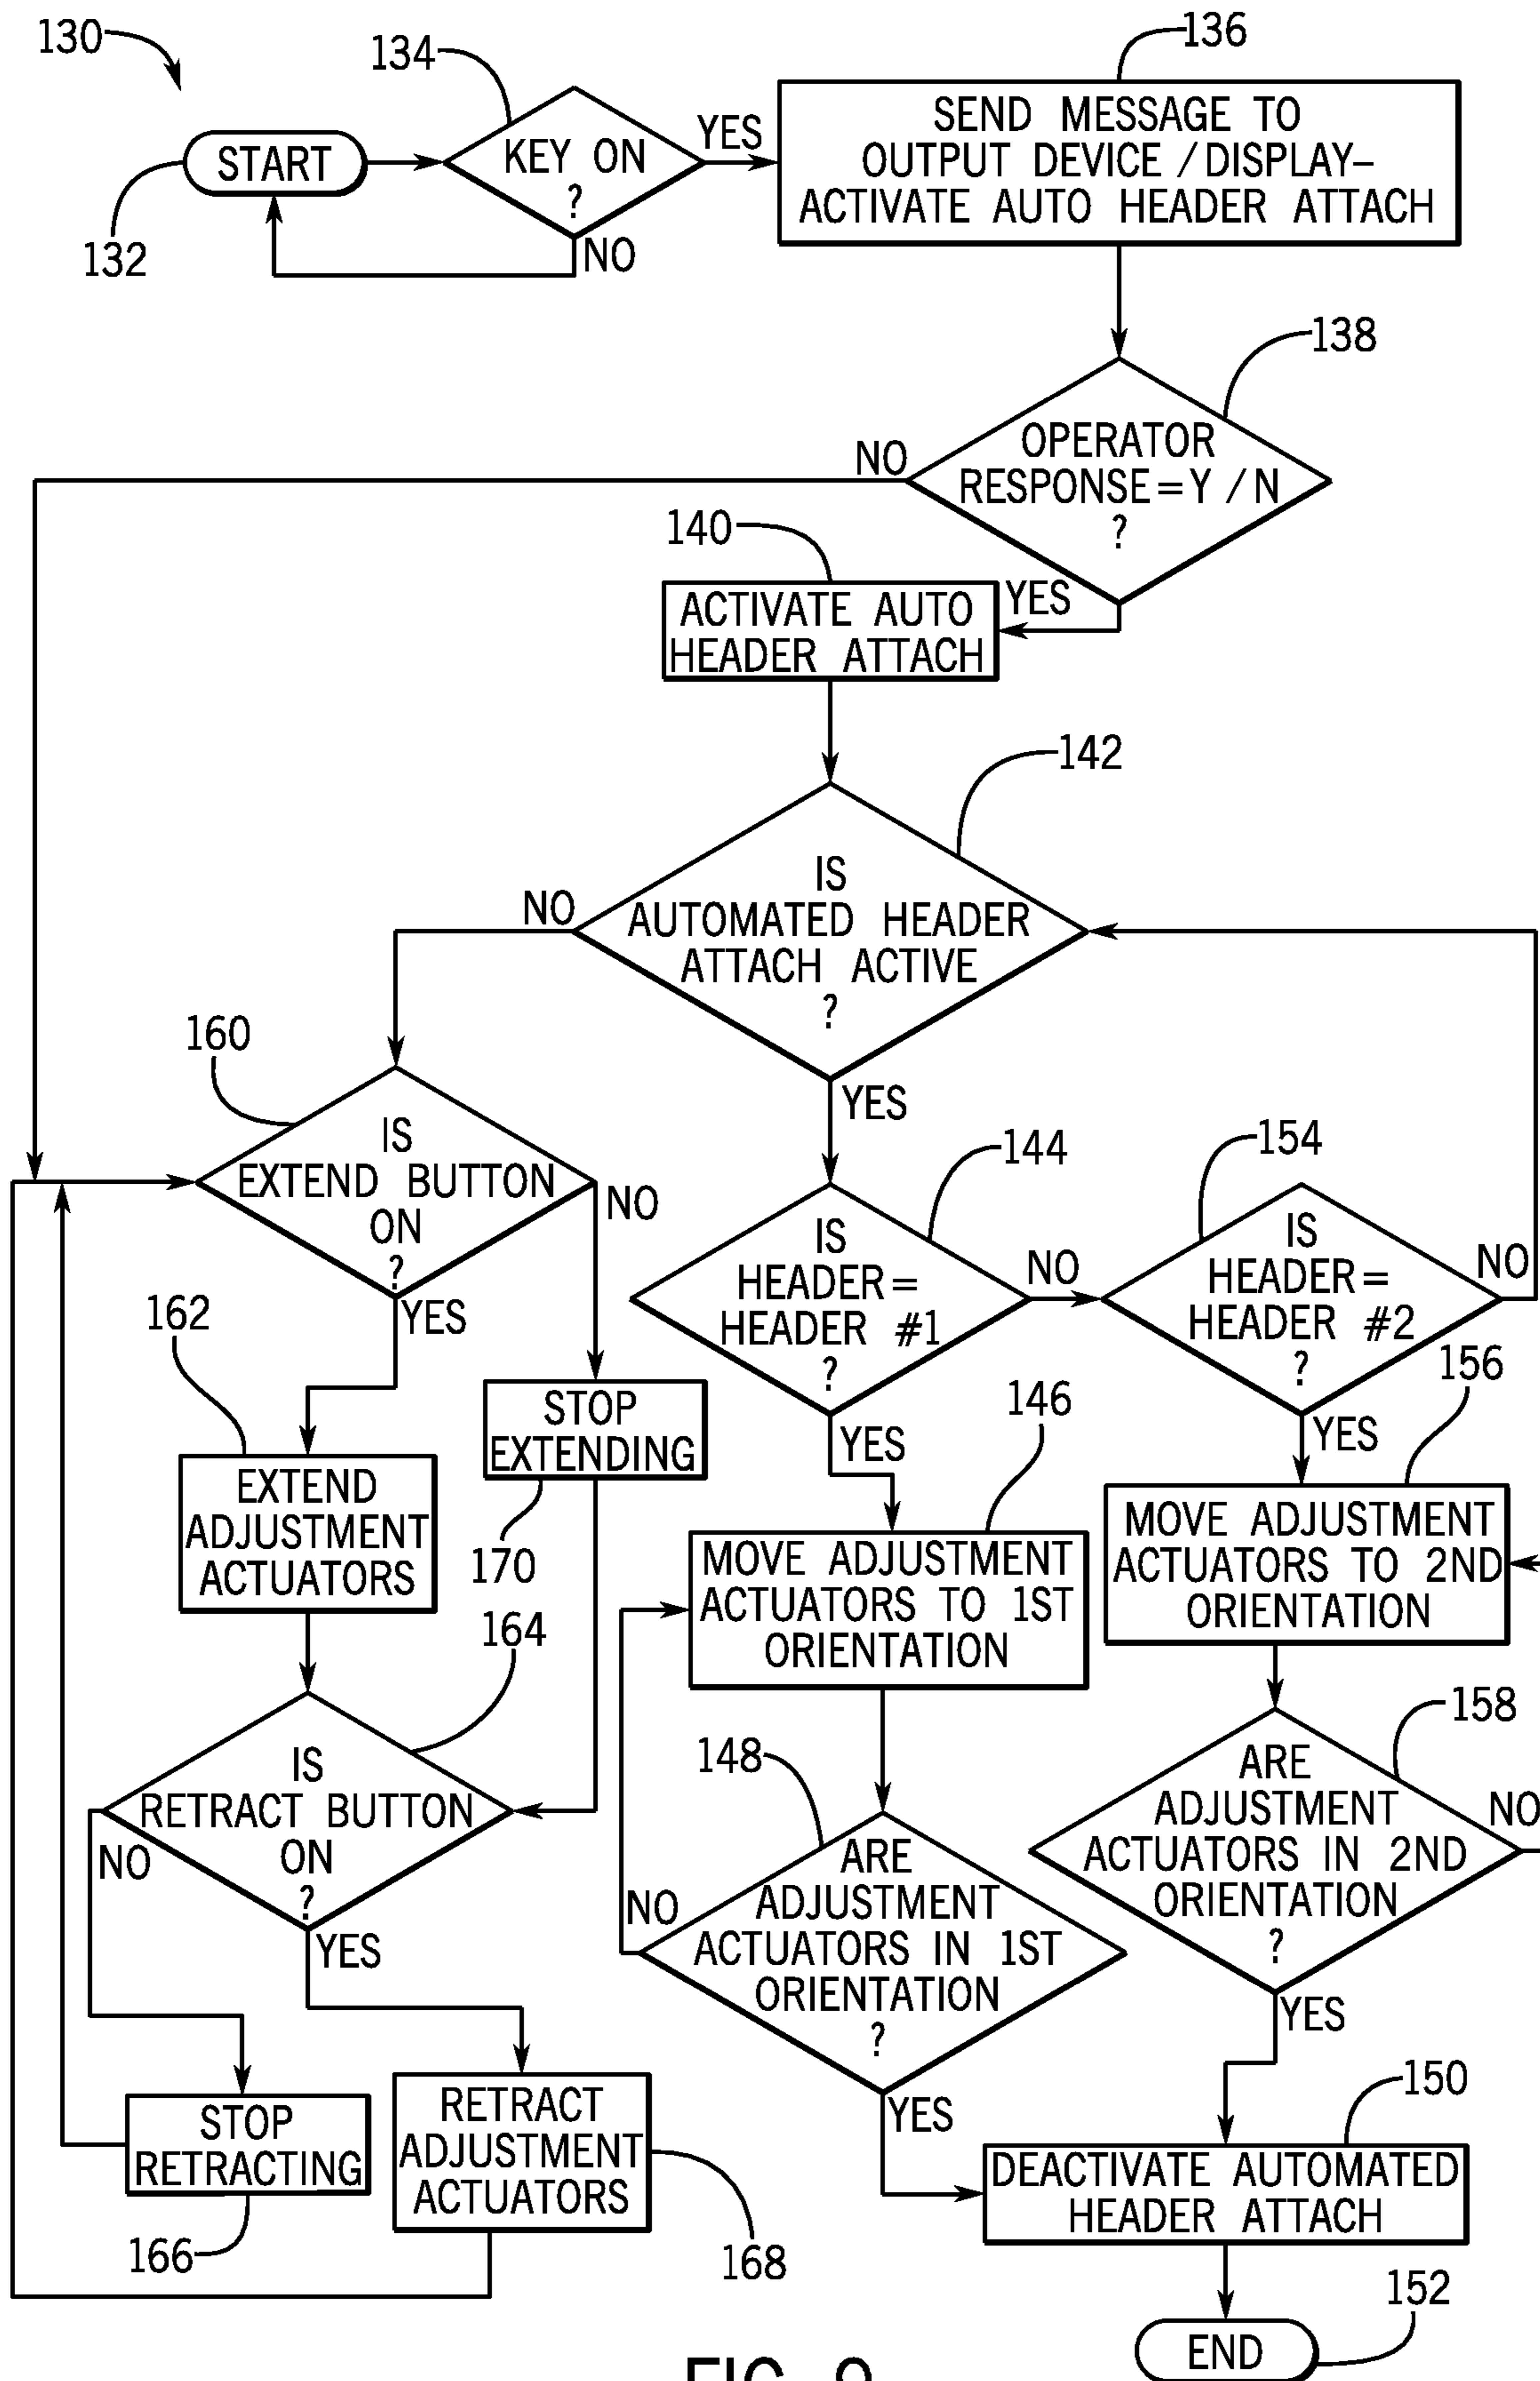 130
134
136
START
KEY ON
?
YES
NO
132
SEND MESSAGE TO
OUTPUT DEVICE / DISPLAY–
ACTIVATE AUTO HEADER ATTACH
138
OPERATOR
RESPONSE = Y / N
?
NO
YES
140
ACTIVATE AUTO
HEADER ATTACH
142
IS
AUTOMATED HEADER
ATTACH ACTIVE
?
NO
YES
160
IS
EXTEND BUTTON
ON
?
NO
YES
144
IS
HEADER =
HEADER #1
?
NO
YES
154
IS
HEADER =
HEADER #2
?
NO
YES
162
EXTEND
ADJUSTMENT
ACTUATORS
STOP
EXTENDING
170
146
MOVE ADJUSTMENT
ACTUATORS TO 1ST
ORIENTATION
156
MOVE ADJUSTMENT
ACTUATORS TO 2ND
ORIENTATION
164
IS
RETRACT BUTTON
ON
?
NO
YES
148
ARE
ADJUSTMENT
ACTUATORS IN 1ST
ORIENTATION
?
NO
YES
158
ARE
ADJUSTMENT
ACTUATORS IN 2ND
ORIENTATION
?
NO
YES
STOP
RETRACTING
166
RETRACT
ADJUSTMENT
ACTUATORS
168
150
DEACTIVATE AUTOMATED
HEADER ATTACH
152
END
FIG.